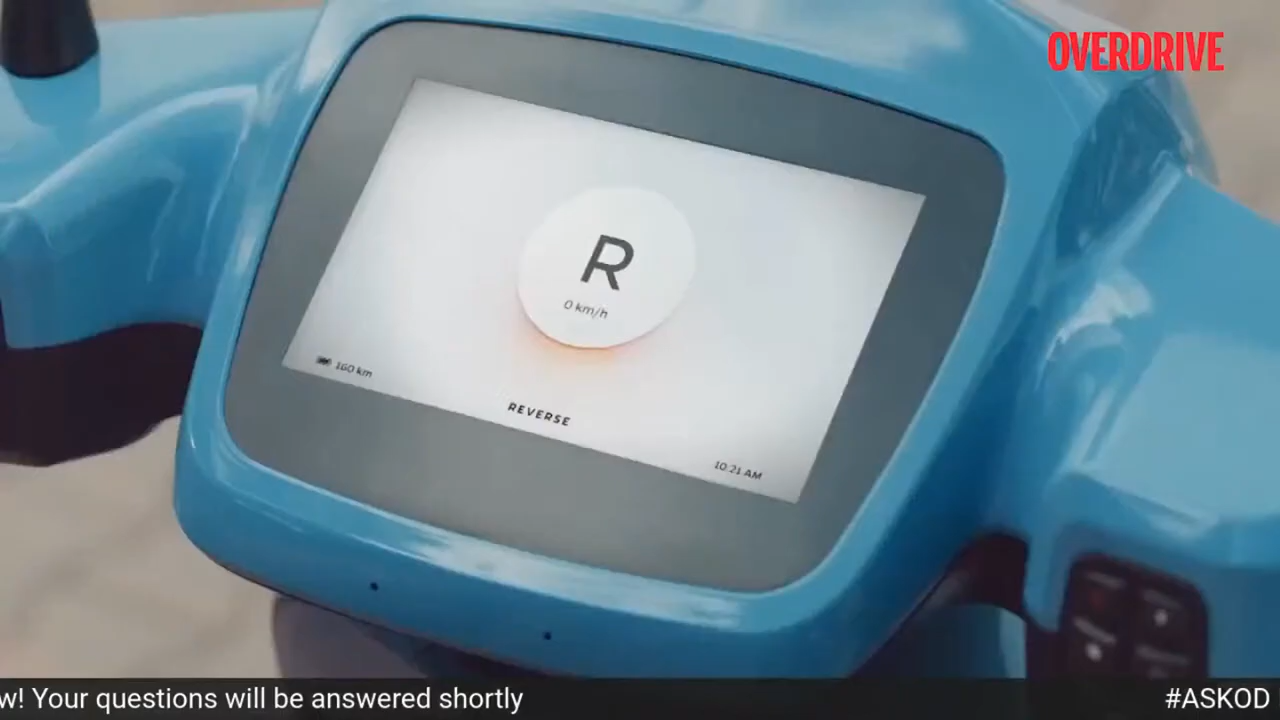 OVERDRIVE
R
0 km/h
160 km
REVERSE
10:21 AM
w! Your questions will be answered shortly
#ASKOD